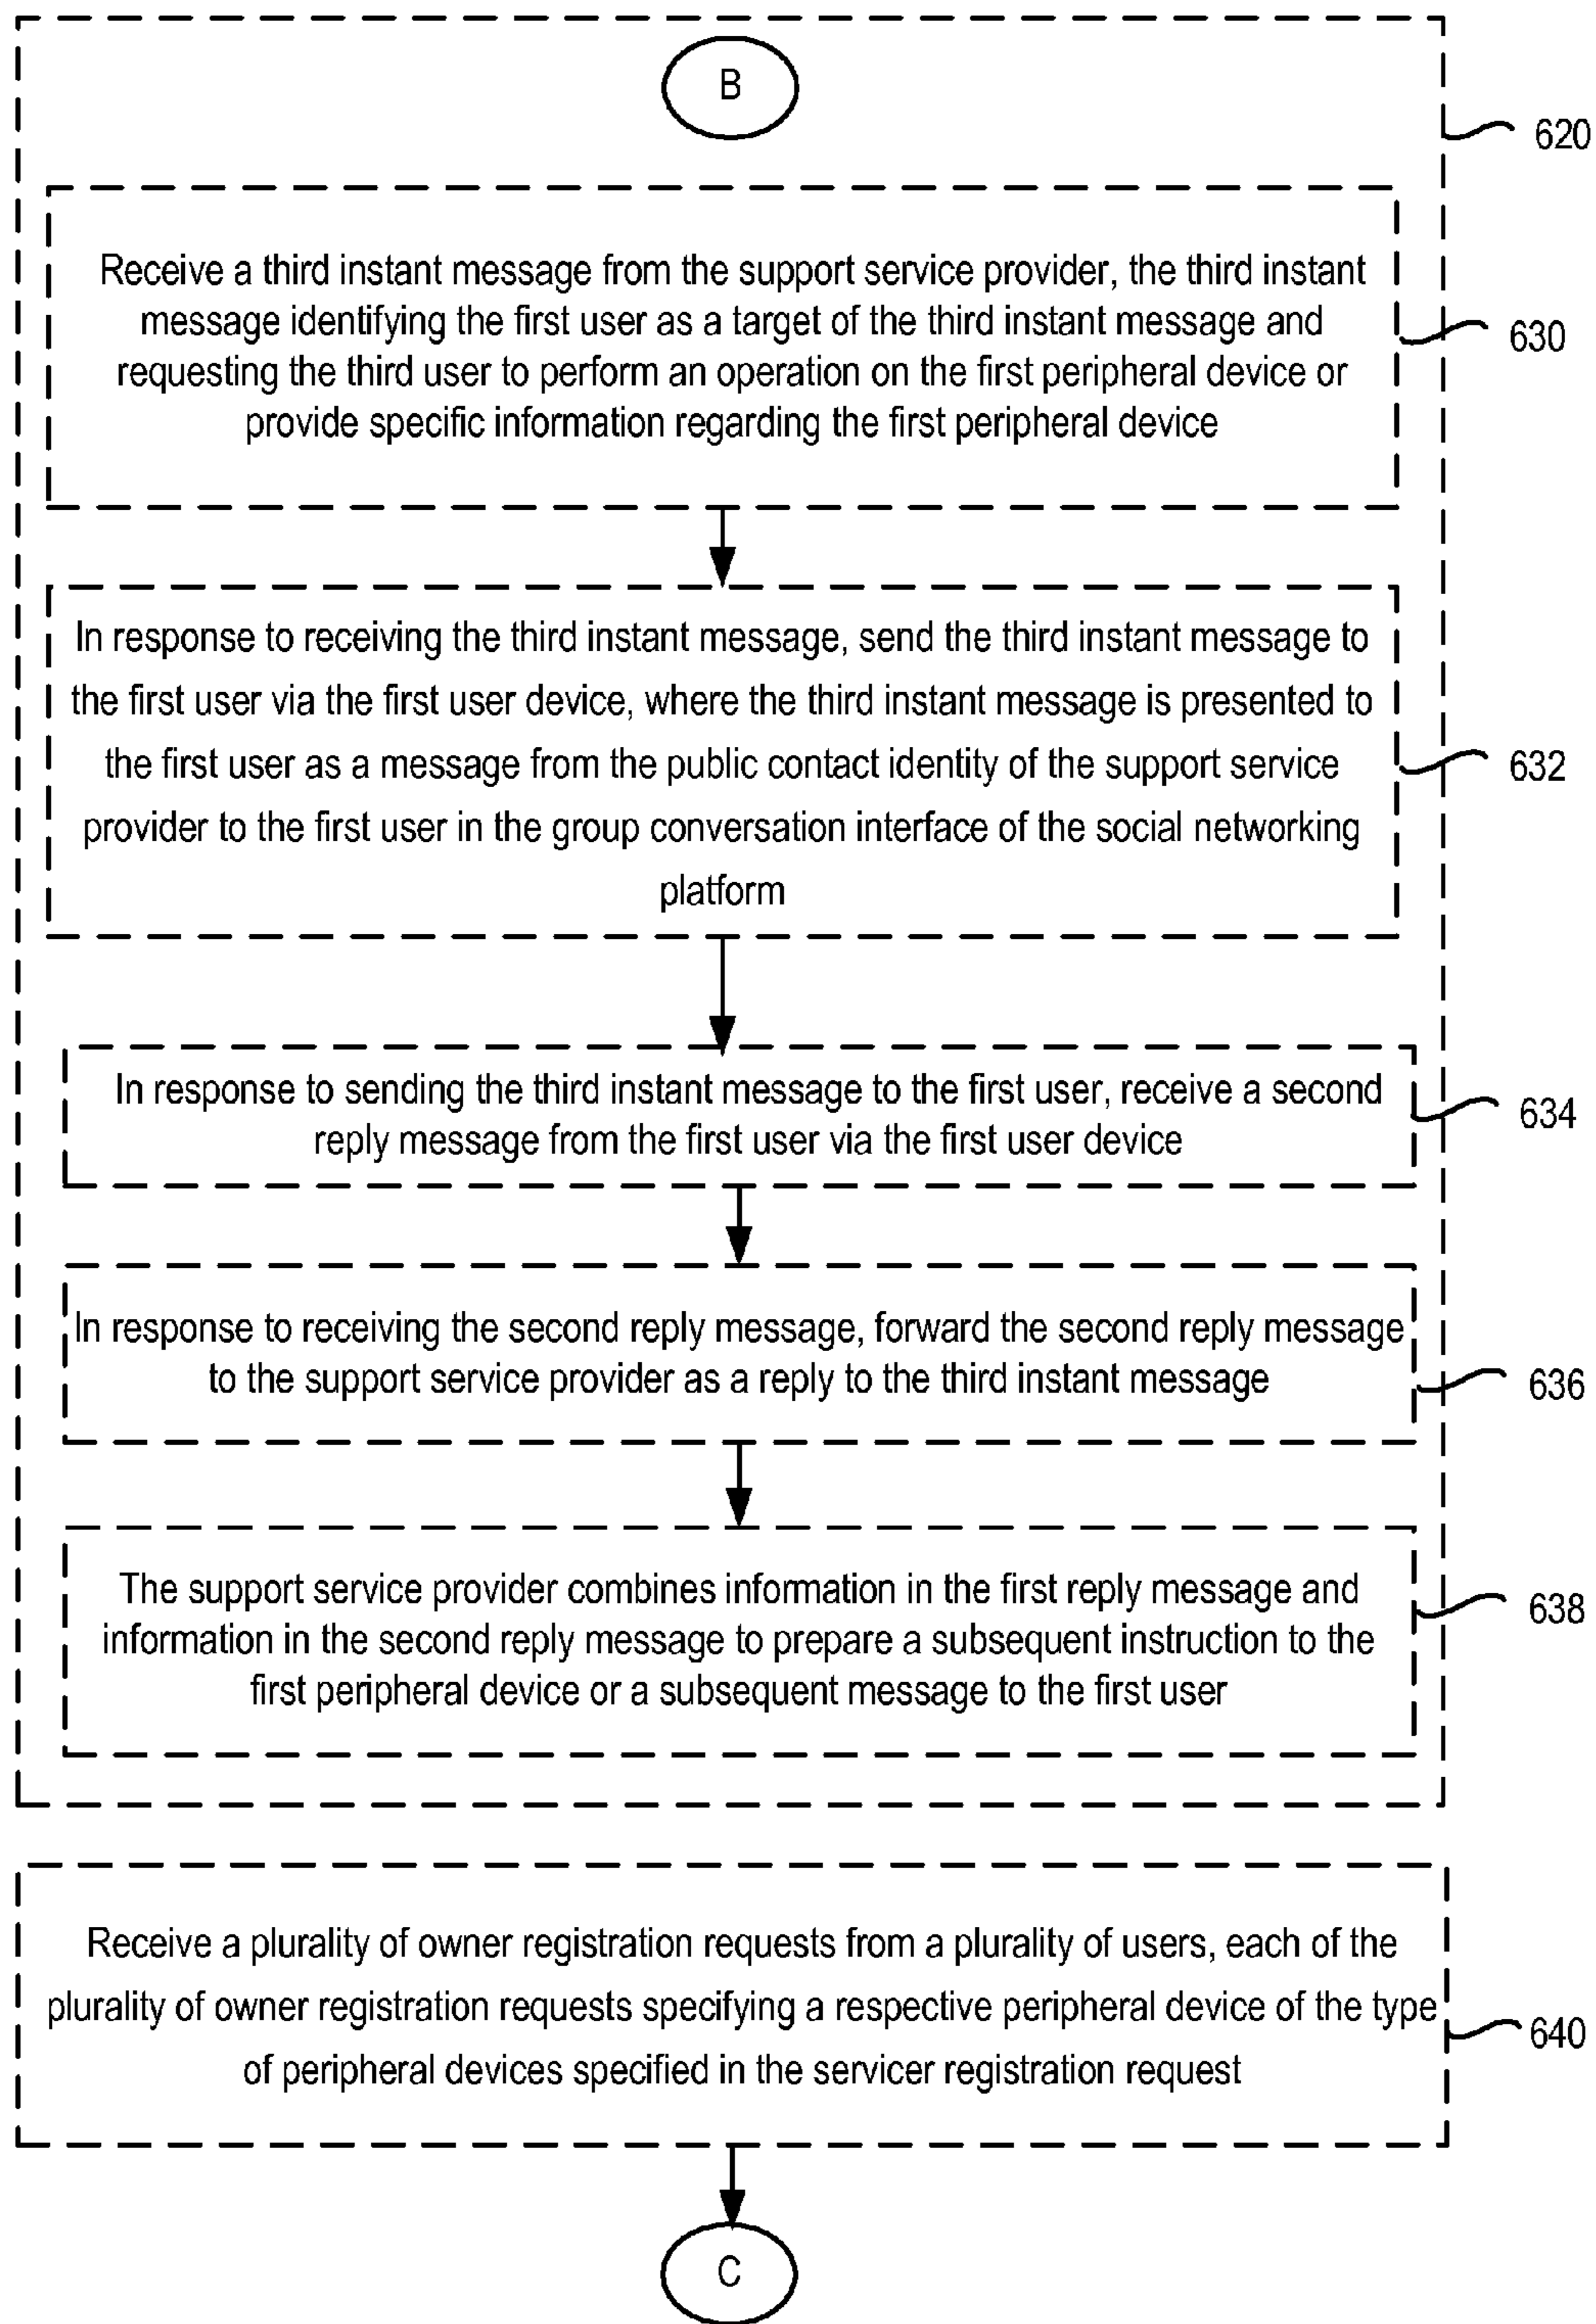 B
620
Receive a third instant message from the support service provider, the third instant
message identifying the first user as a target of the third instant message and
requesting the third user to perform an operation on the first peripheral device or
provide specific information regarding the first peripheral device
630
In response to receiving the third instant message, send the third instant message to
the first user via the first user device, where the third instant message is presented to
the first user as a message from the public contact identity of the support service
provider to the first user in the group conversation interface of the social networking
platform
632
In response to sending the third instant message to the first user, receive a second
reply message from the first user via the first user device
634
In response to receiving the second reply message, forward the second reply message
to the support service provider as a reply to the third instant message
636
The support service provider combines information in the first reply message and
information in the second reply message to prepare a subsequent instruction to the
first peripheral device or a subsequent message to the first user
638
Receive a plurality of owner registration requests from a plurality of users, each of the
plurality of owner registration requests specifying a respective peripheral device of the type
of peripheral devices specified in the servicer registration request
640
C